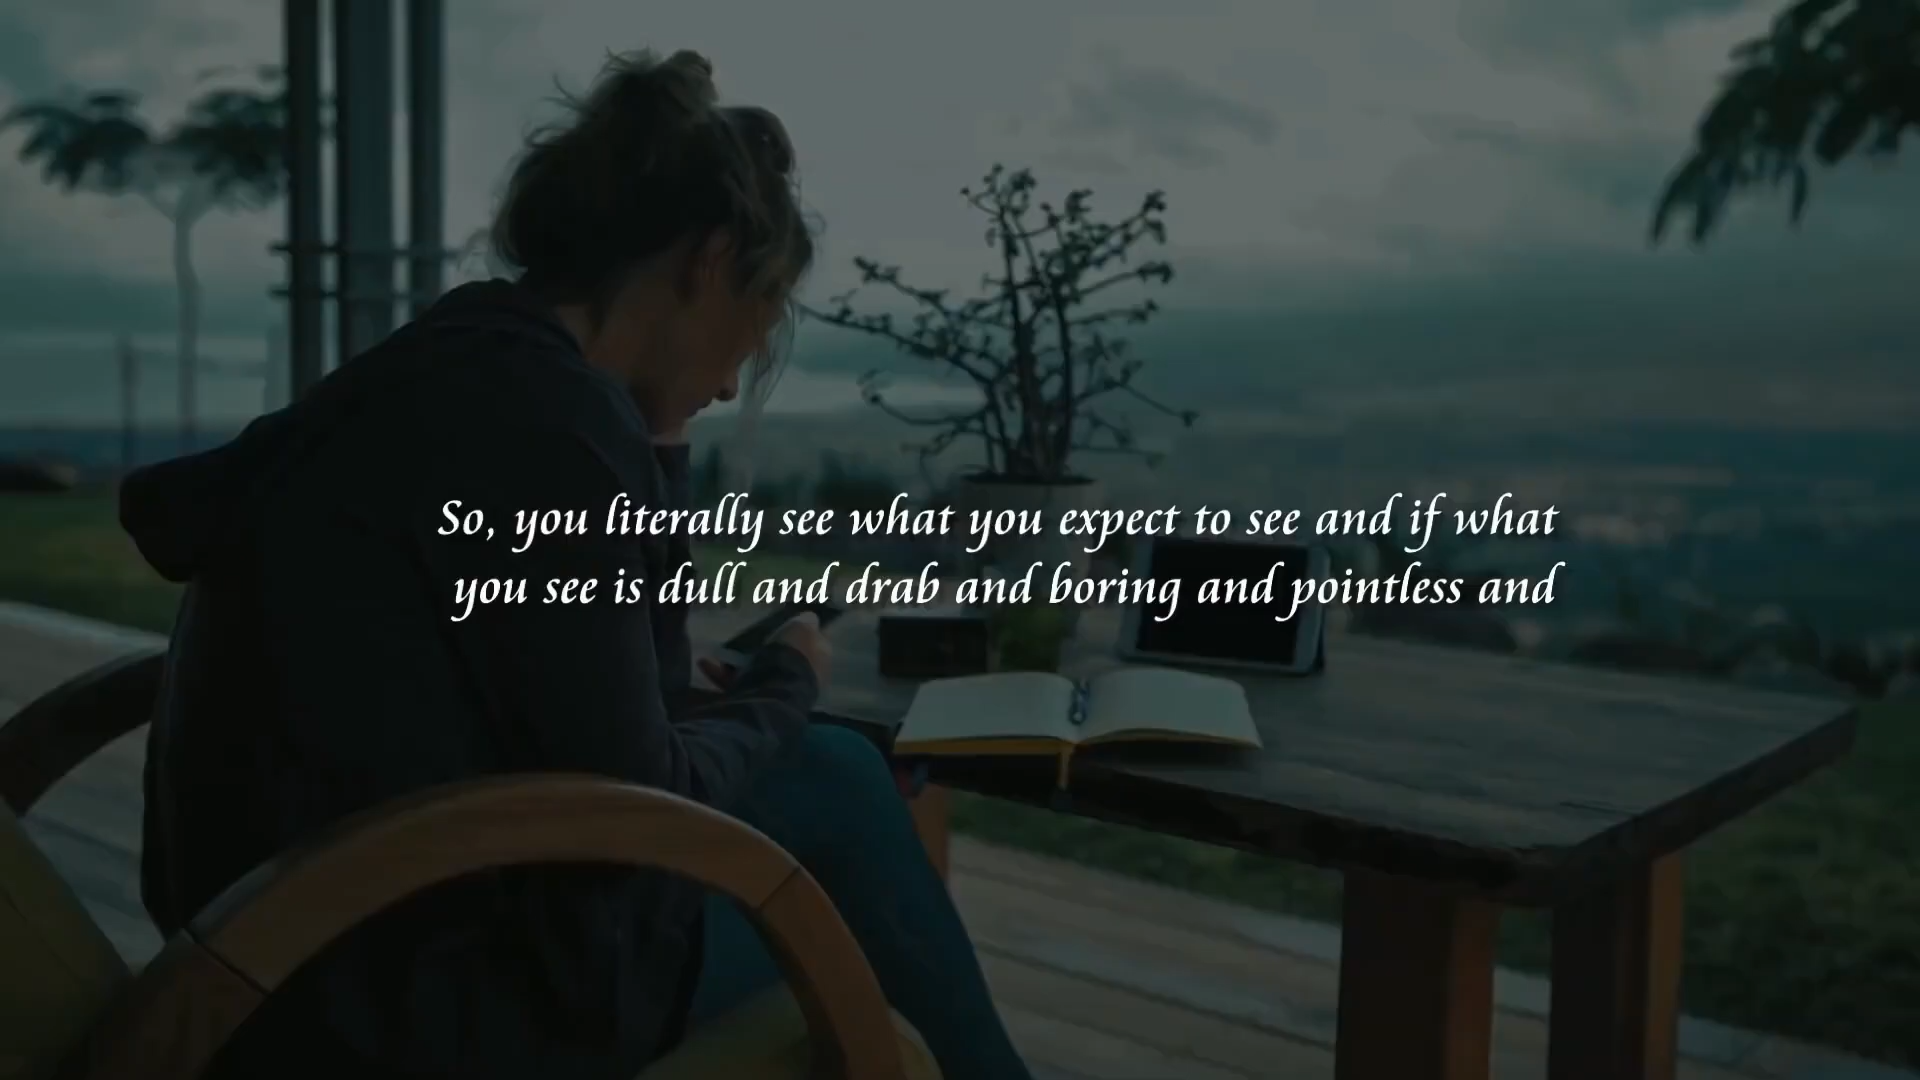 So, you literally see what you expect to see and if what
you see is dull and drab and boring and pointless and